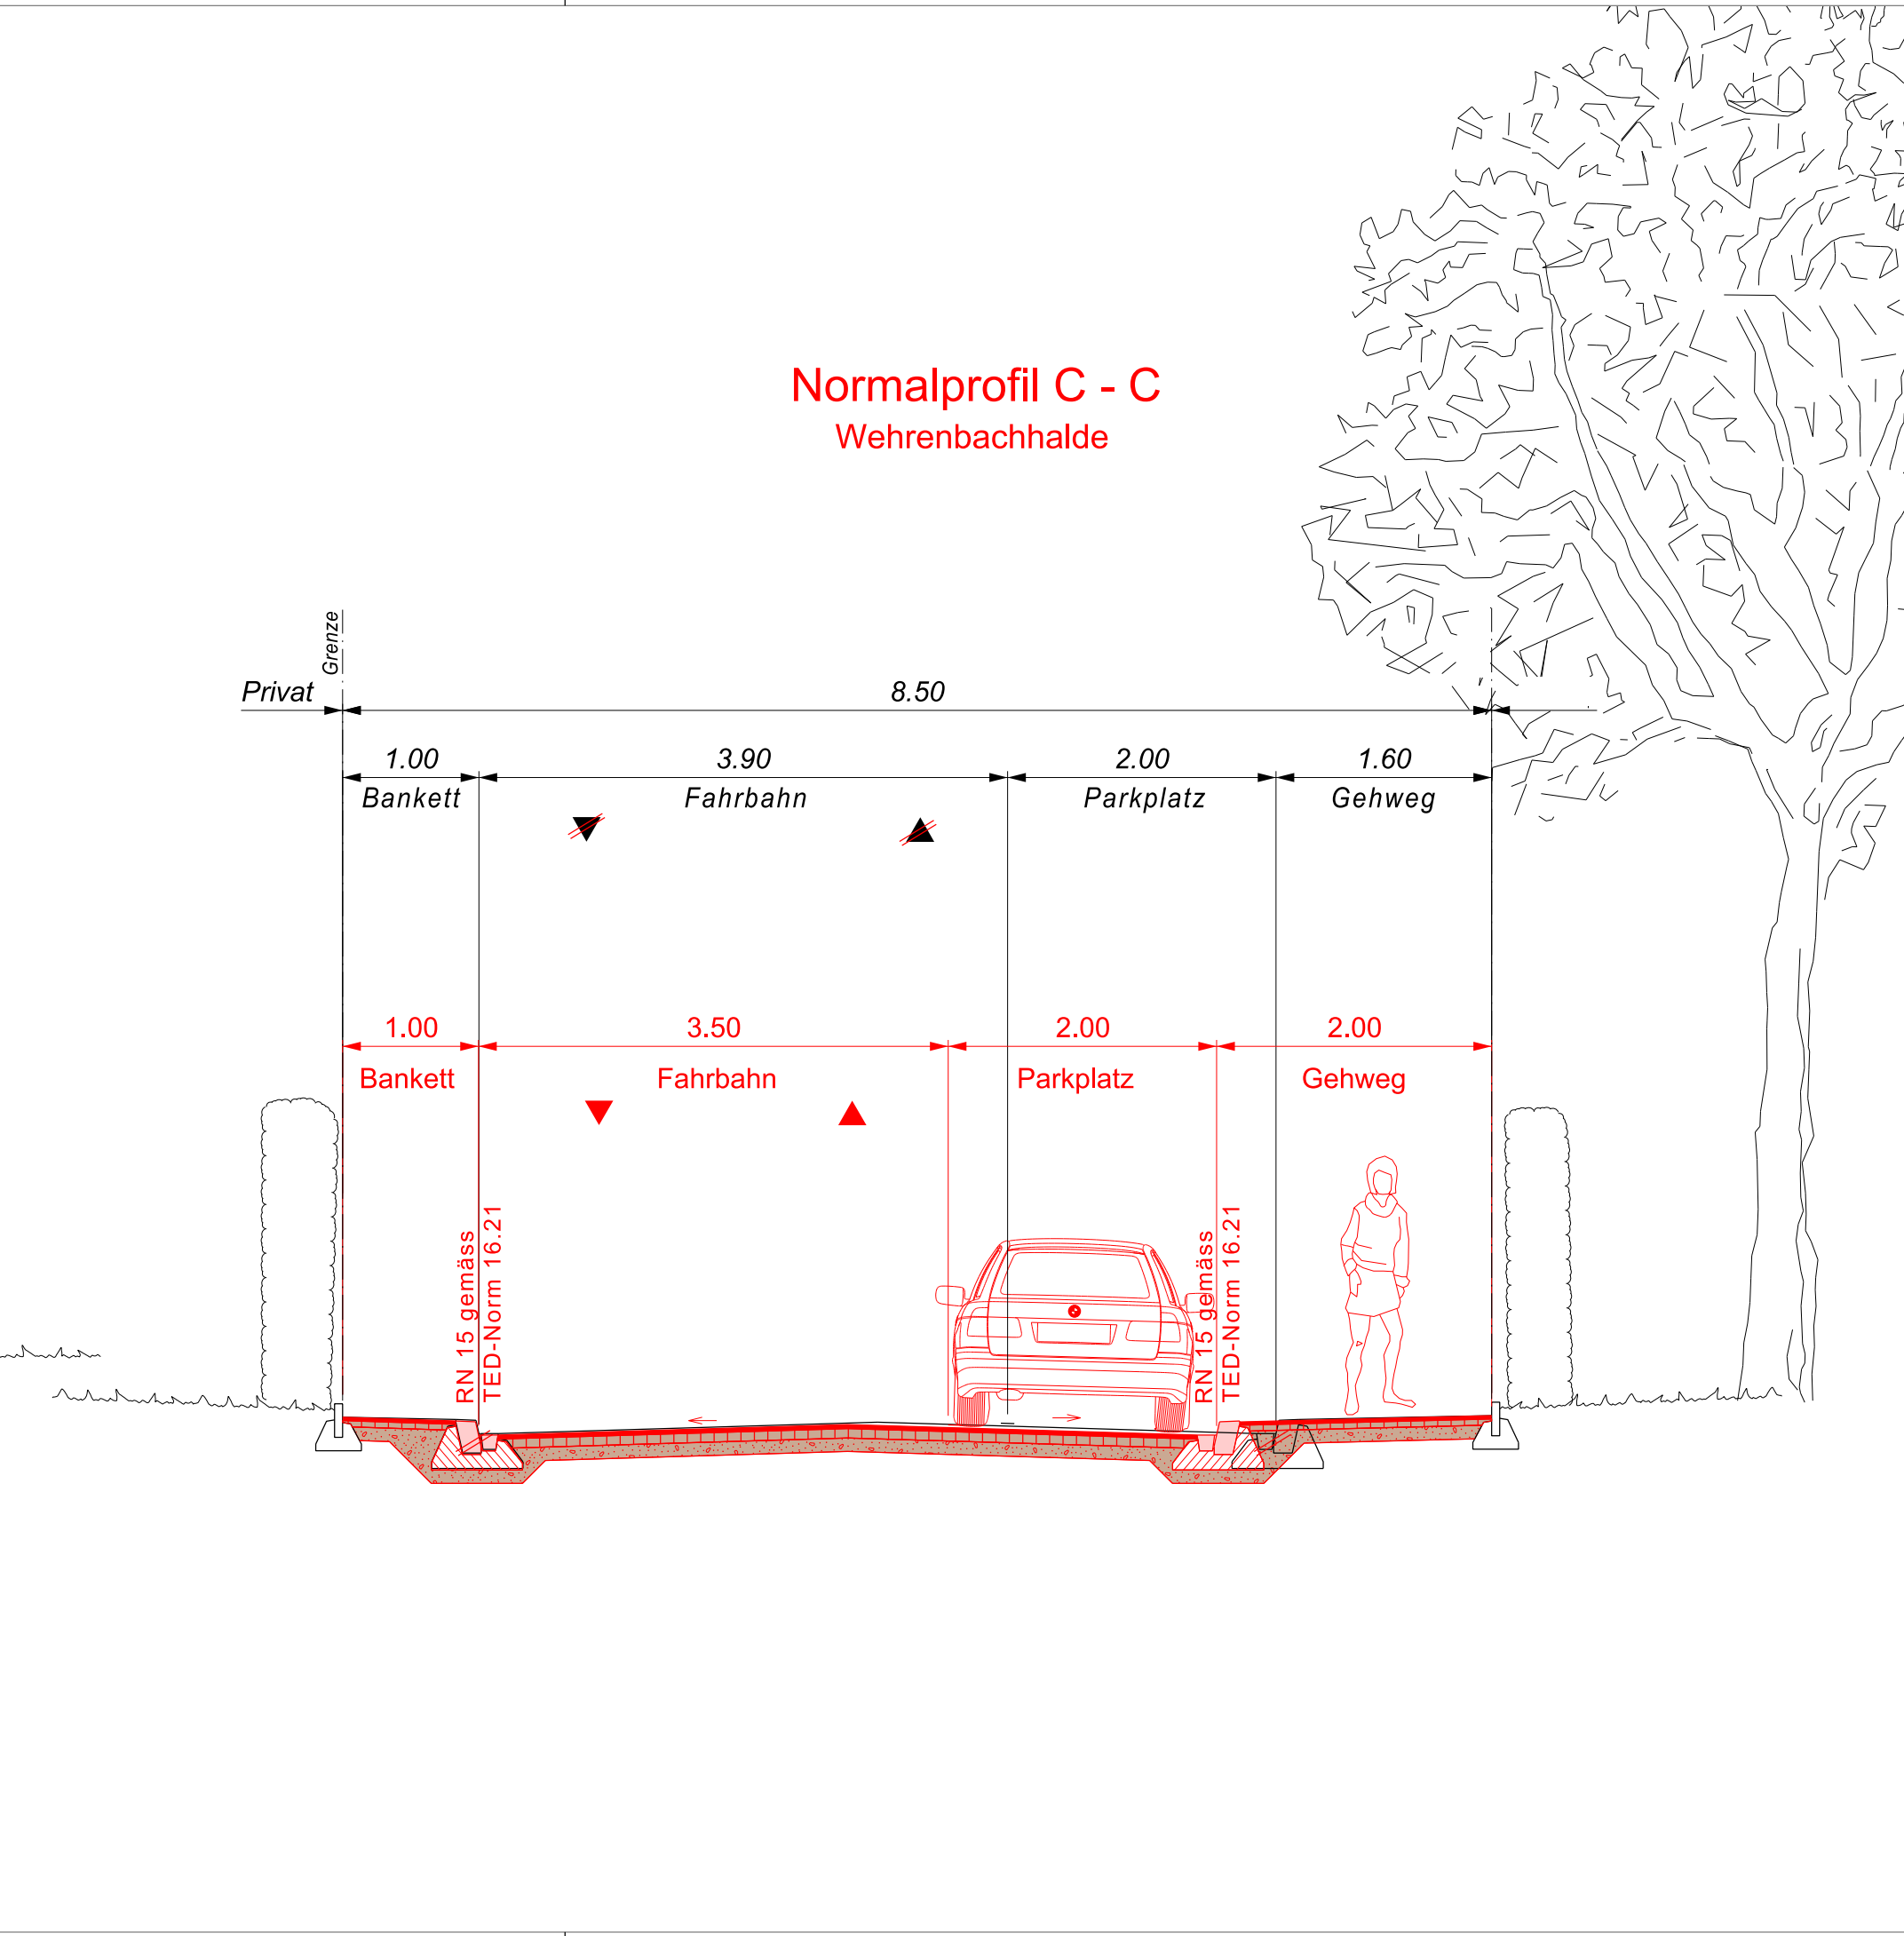 Normalprofil C - C
Wehrenbachhalde
Grenze
Privat
8.50
1.00
3.90
2.00
1.60
Bankett
Fahrbahn
Parkplatz
Gehweg
1.00
3.50
2.00
2.00
Bankett
Fahrbahn
Parkplatz
Gehweg
RN 15 gemäss
TED-Norm 16.21
RN 15 gemäss
TED-Norm 16.21